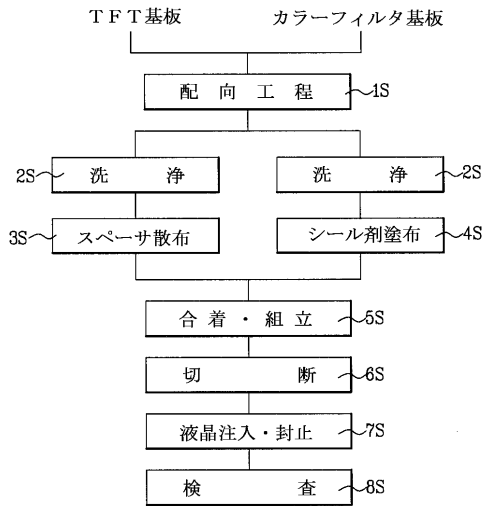 TFT基板 カラーフィルタ基板
配向工程 1S
2S 洗浄 洗浄 2S
3S スペーサ散布 シール剤塗布 4S
合着・組立 5S
切断 6S
液晶注入・封止 7S
検査 8S